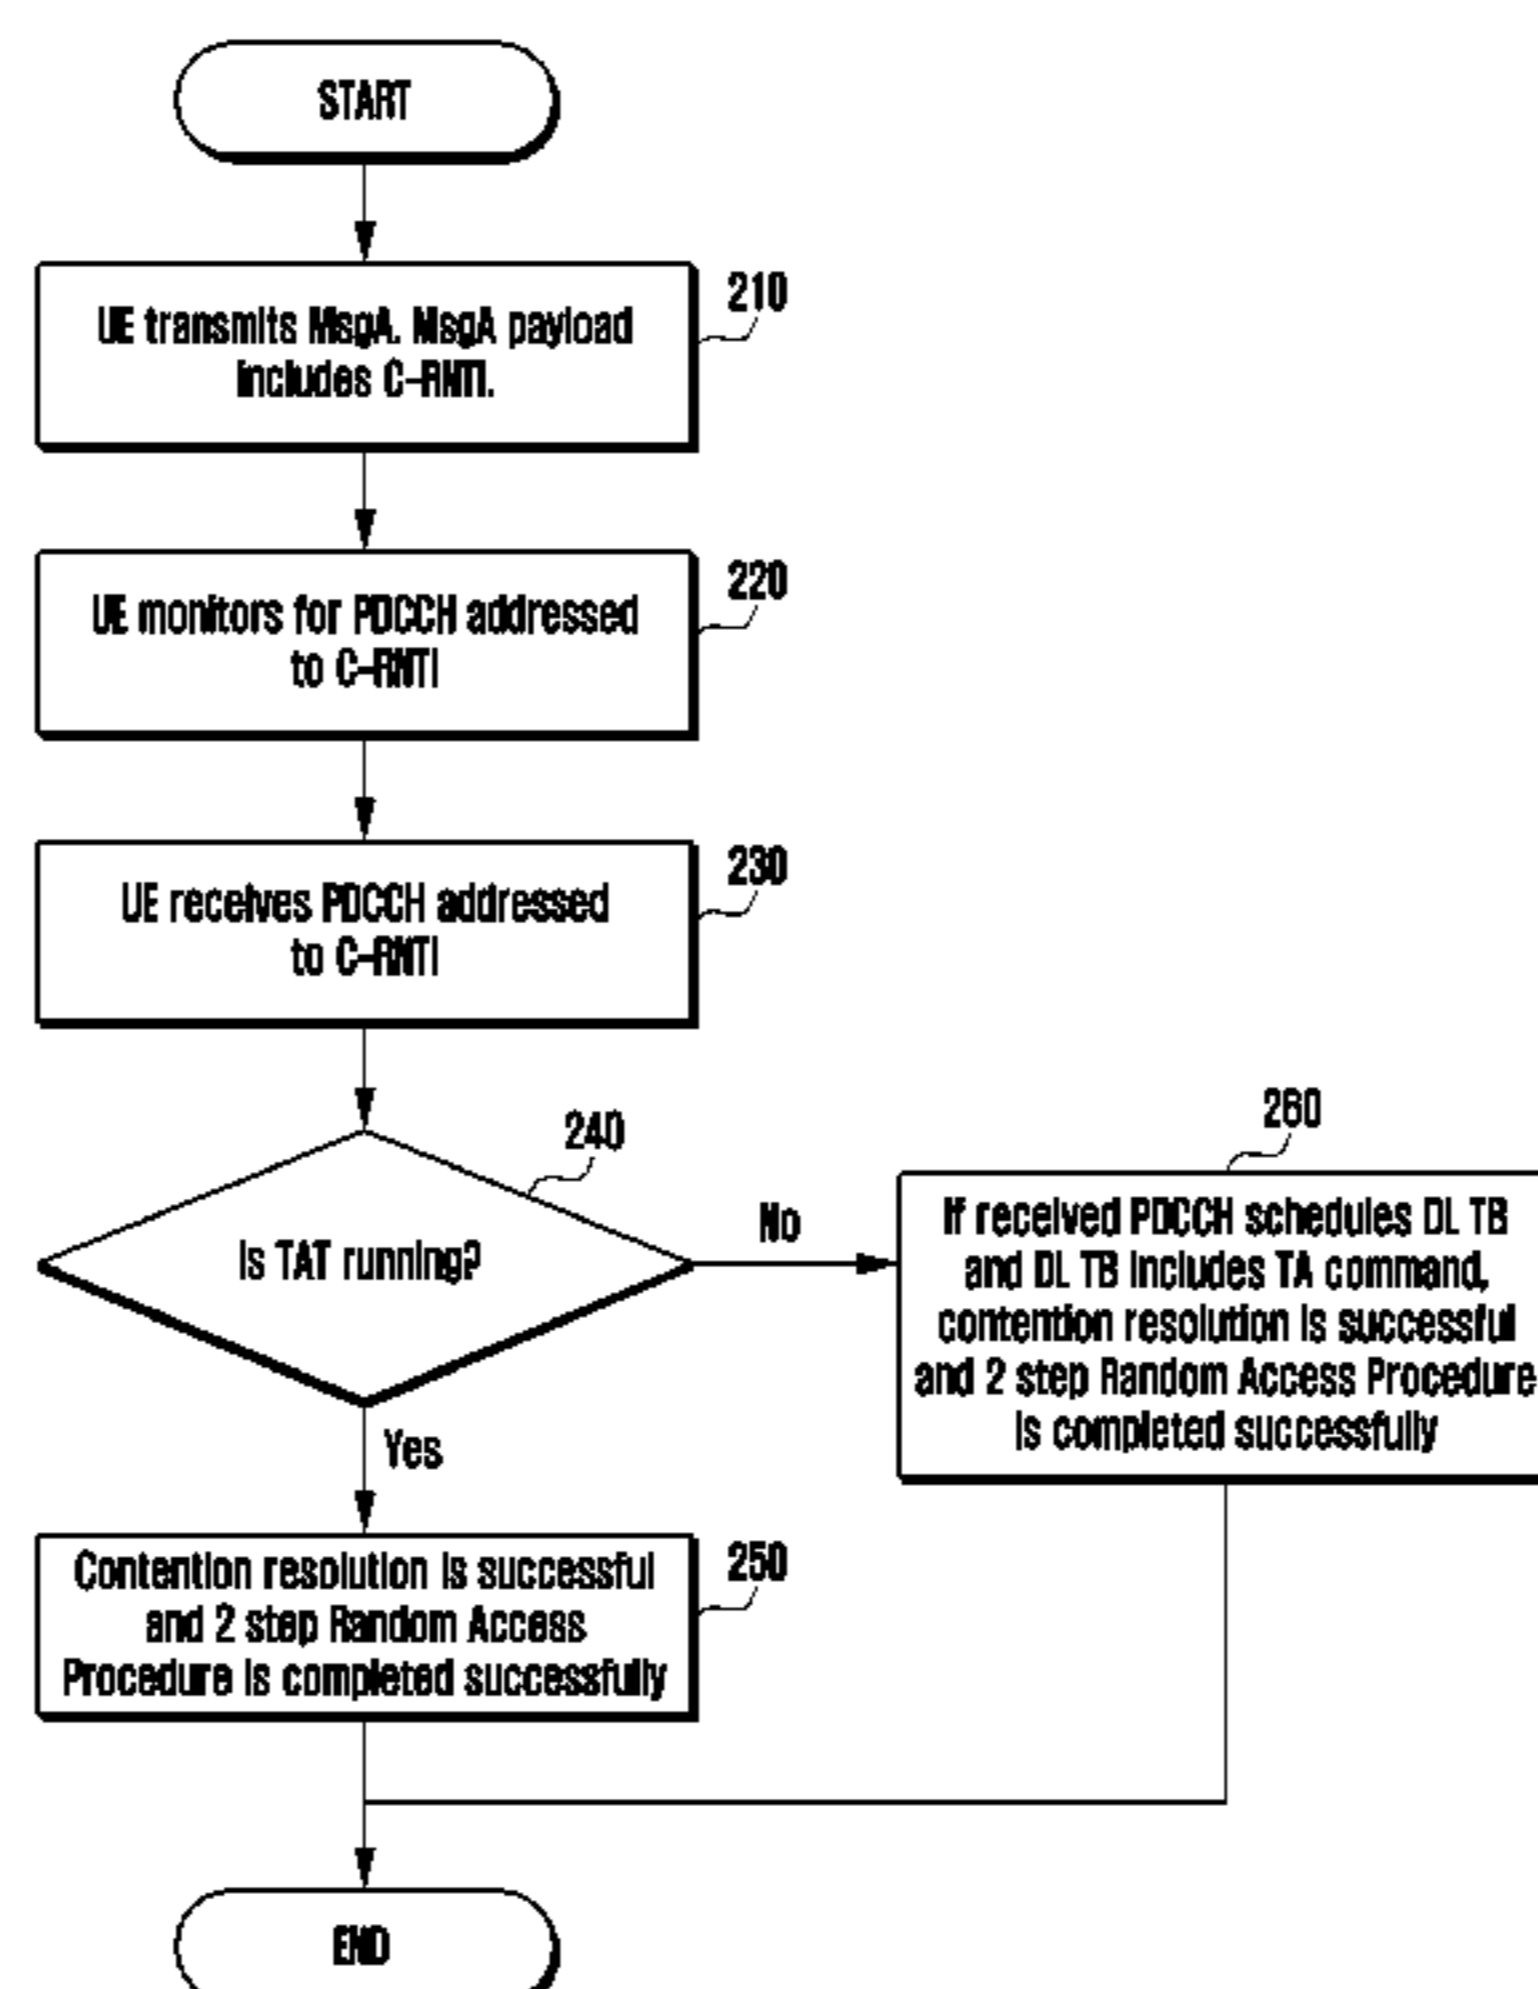 START
UE transmits MsgA. MsgA payload
includes C-RNTI.
210
UE monitors for PDCCH addressed
to C-RNTI
220
UE receives PDCCH addressed
to C-RNTI
230
Is TAT running?
240
No
260
If received PDCCH schedules DL TB
and DL TB includes TA command,
contention resolution is successful
and 2 step Random Access Procedure
is completed successfully
Yes
Contention resolution is successful
and 2 step Random Access
Procedure is completed successfully
250
END